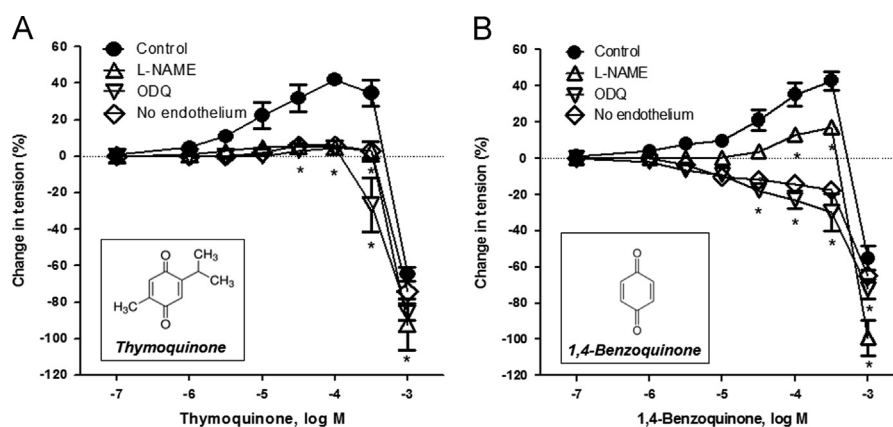 A
Control
L-NAME
ODQ
No endothelium
Change in tension (%)
60
40
20
0
-20
-40
-60
-80
-100
-120
* * * * *
O
CH₃
CH₃
H₃C
O
Thymoquinone
-7 -6 -5 -4 -3
Thymoquinone, log M
B
Control
L-NAME
ODQ
No endothelium
Change in tension (%)
60
40
20
0
-20
-40
-60
-80
-100
-120
* * * * * * *
O
O
1,4-Benzoquinone
-7 -6 -5 -4 -3
1,4-Benzoquinone, log M